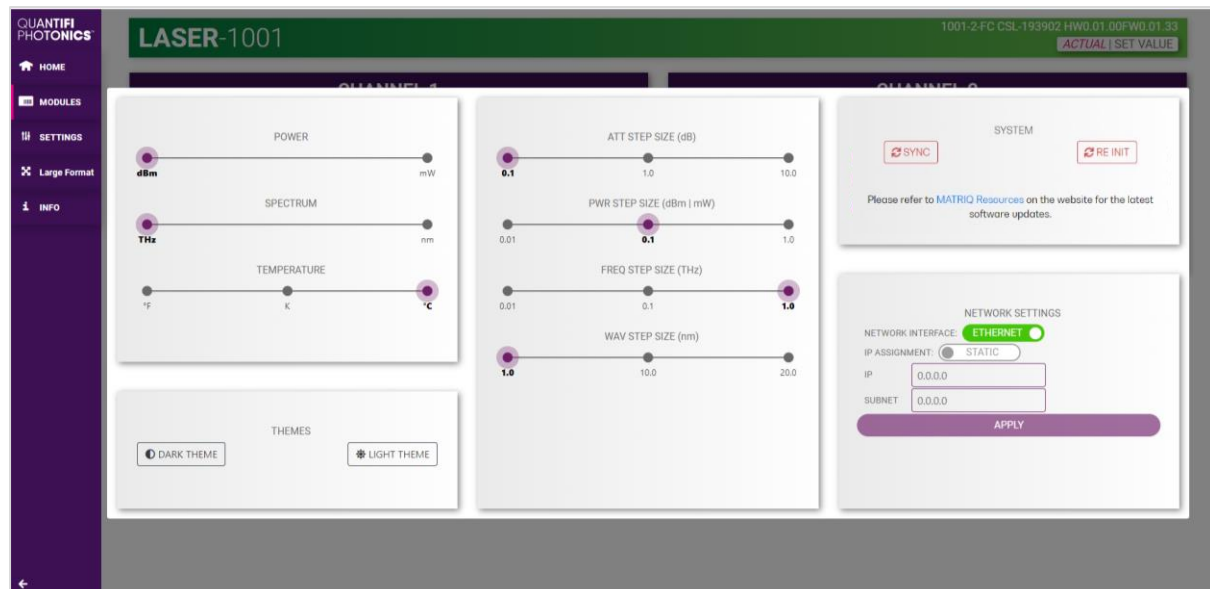 QUANTIFI
PHOTONICS
HOME
MODULES
SETTINGS
Large Format
INFO
LASER-1001
1001-2-FC CSL-193902 HW0.01.00FW0.01.33
ACTUAL | SET VALUE
POWER
dBm mW
SPECTRUM
THz nm
TEMPERATURE
°F K °C
THEMES
DARK THEME LIGHT THEME
ATT STEP SIZE (dB)
0.1 1.0 10.0
PWR STEP SIZE (dBm | mW)
0.01 0.1 1.0
FREQ STEP SIZE (THz)
0.01 0.1 1.0
WAV STEP SIZE (nm)
1.0 10.0 20.0
SYSTEM
SYNC RE INIT
Please refer to MATRIQ Resources on the website for the latest
software updates.
NETWORK SETTINGS
NETWORK INTERFACE: ETHERNET
IP ASSIGNMENT: STATIC
IP 0.0.0.0
SUBNET 0.0.0.0
APPLY